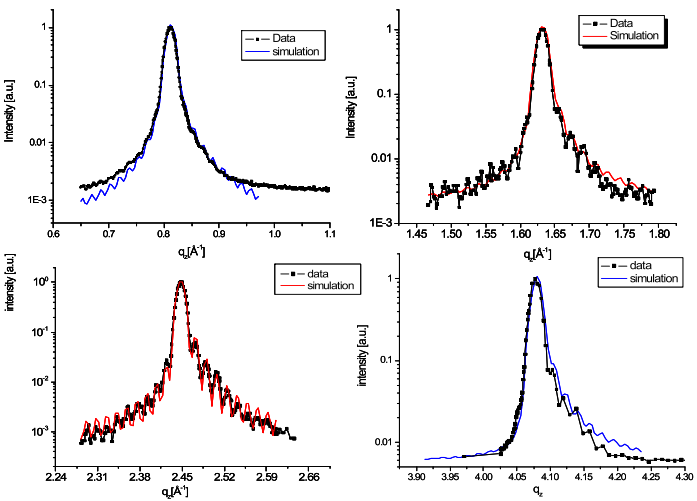 Data
simulation
Intensity [a.u.]
1
0.1
0.01
1E-3
0.6 0.7 0.8 0.9 1.0 1.1
qz[Å-1]
Data
Simulation
Intensity [a.u.]
1
0.1
0.01
1E-3
1.45 1.50 1.55 1.60 1.65 1.70 1.75 1.80
qz[Å-1]
data
simulation
intensity [a.u.]
10^0
10^-1
10^-2
10^-3
2.24 2.31 2.38 2.45 2.52 2.59 2.66
qz[Å-1]
data
simulation
intensity [a.u.]
1
0.1
0.01
3.91 3.96 4.00 4.05 4.10 4.15 4.20 4.25 4.30
qz